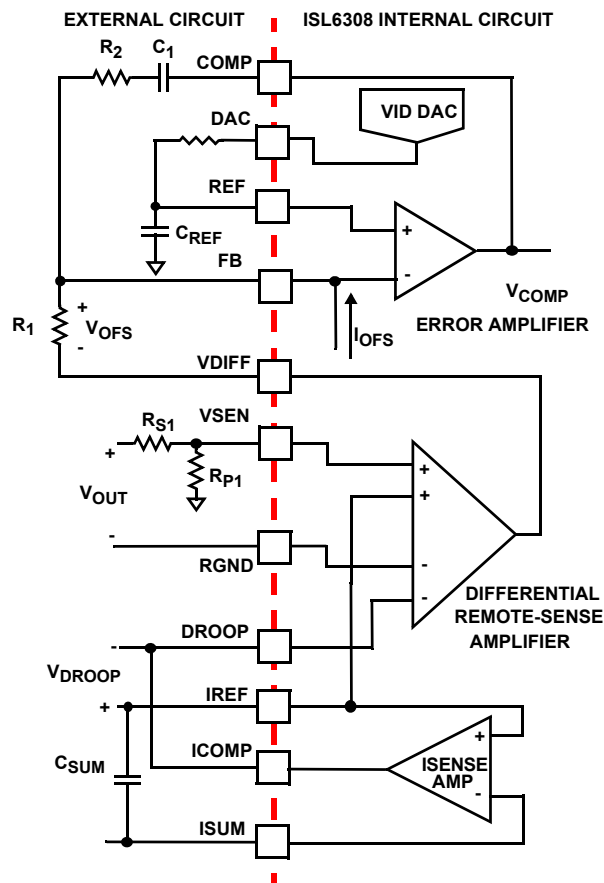 EXTERNAL CIRCUIT
ISL6308 INTERNAL CIRCUIT
R2
C1
COMP
VID DAC
DAC
REF
CREF
+
-
FB
VCOMP
ERROR AMPLIFIER
R1
+
VOFS
-
IOFS
VDIFF
RS1
VSEN
+
RP1
VOUT
+
+
-
RGND
-
-
DIFFERENTIAL
REMOTE-SENSE
AMPLIFIER
DROOP
-
VDROOP
+
IREF
CSUM
ICOMP
+
ISENSE
AMP
-
ISUM